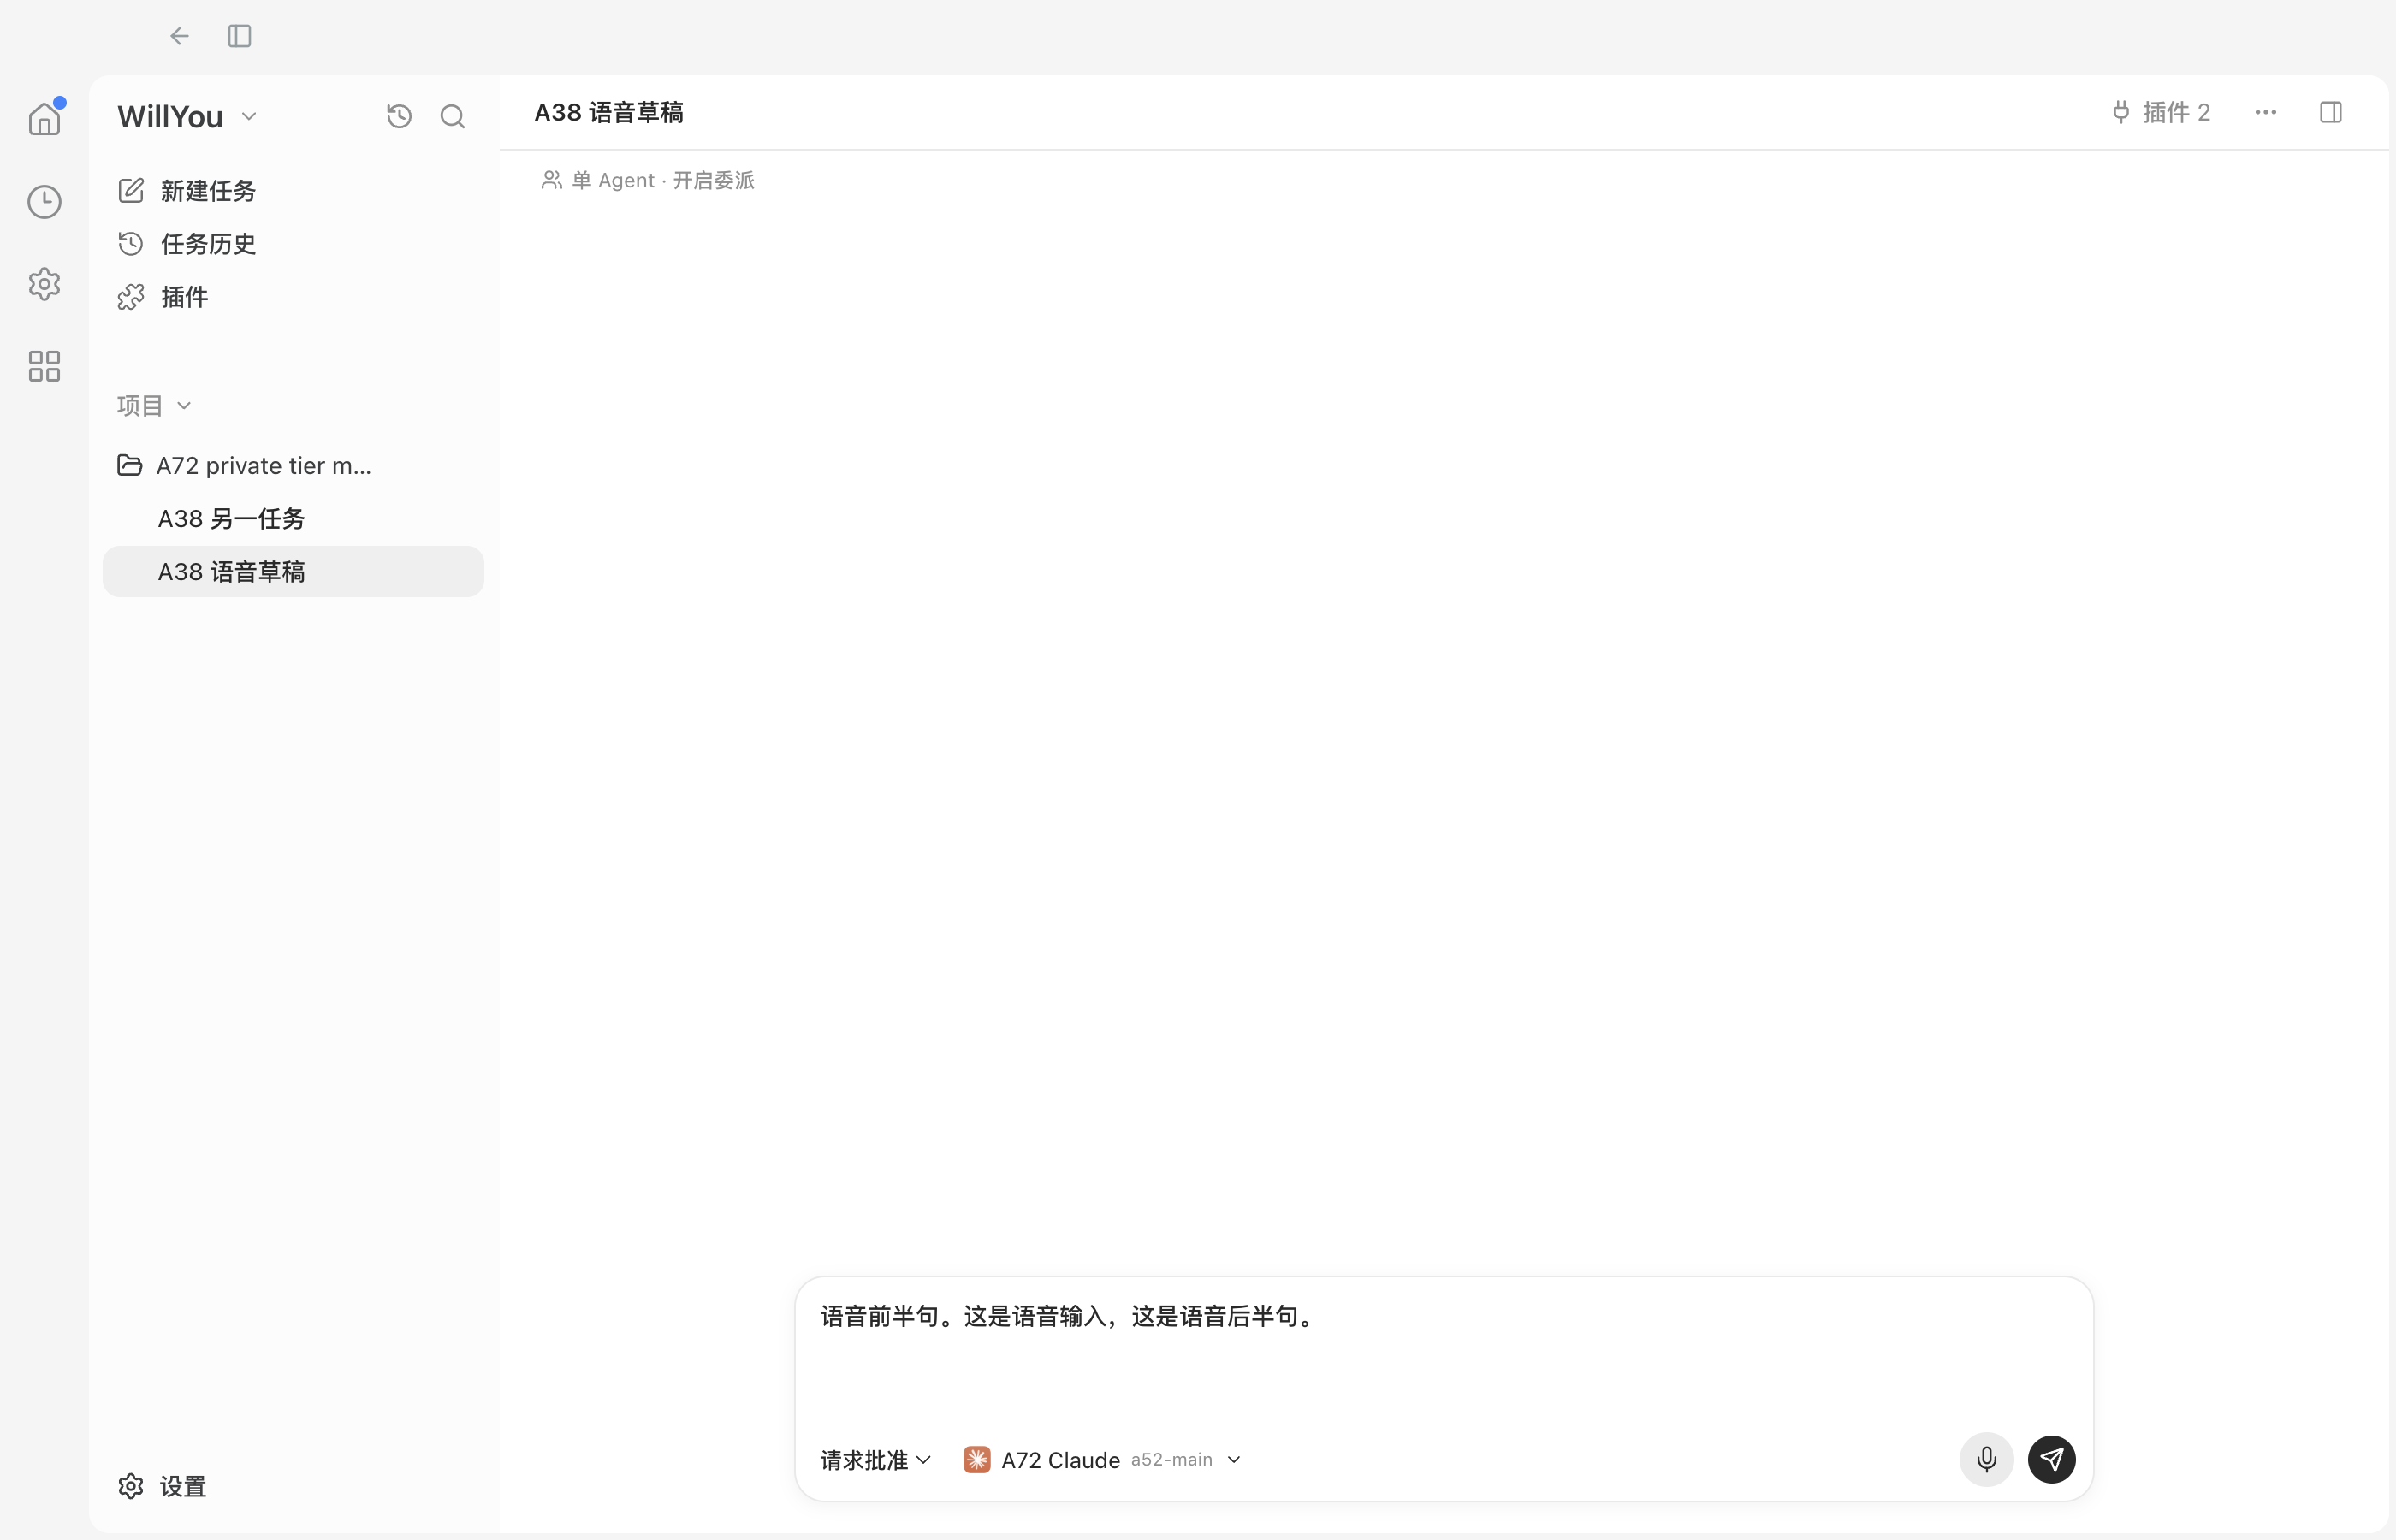 WillYou
新建任务
任务历史
插件
项目
A72 private tier m...
A38 另一任务
A38 语音草稿
设置
A38 语音草稿
插件 2
单 Agent · 开启委派
语音前半句。这是语音输入，这是语音后半句。
请求批准
A72 Claude a52-main